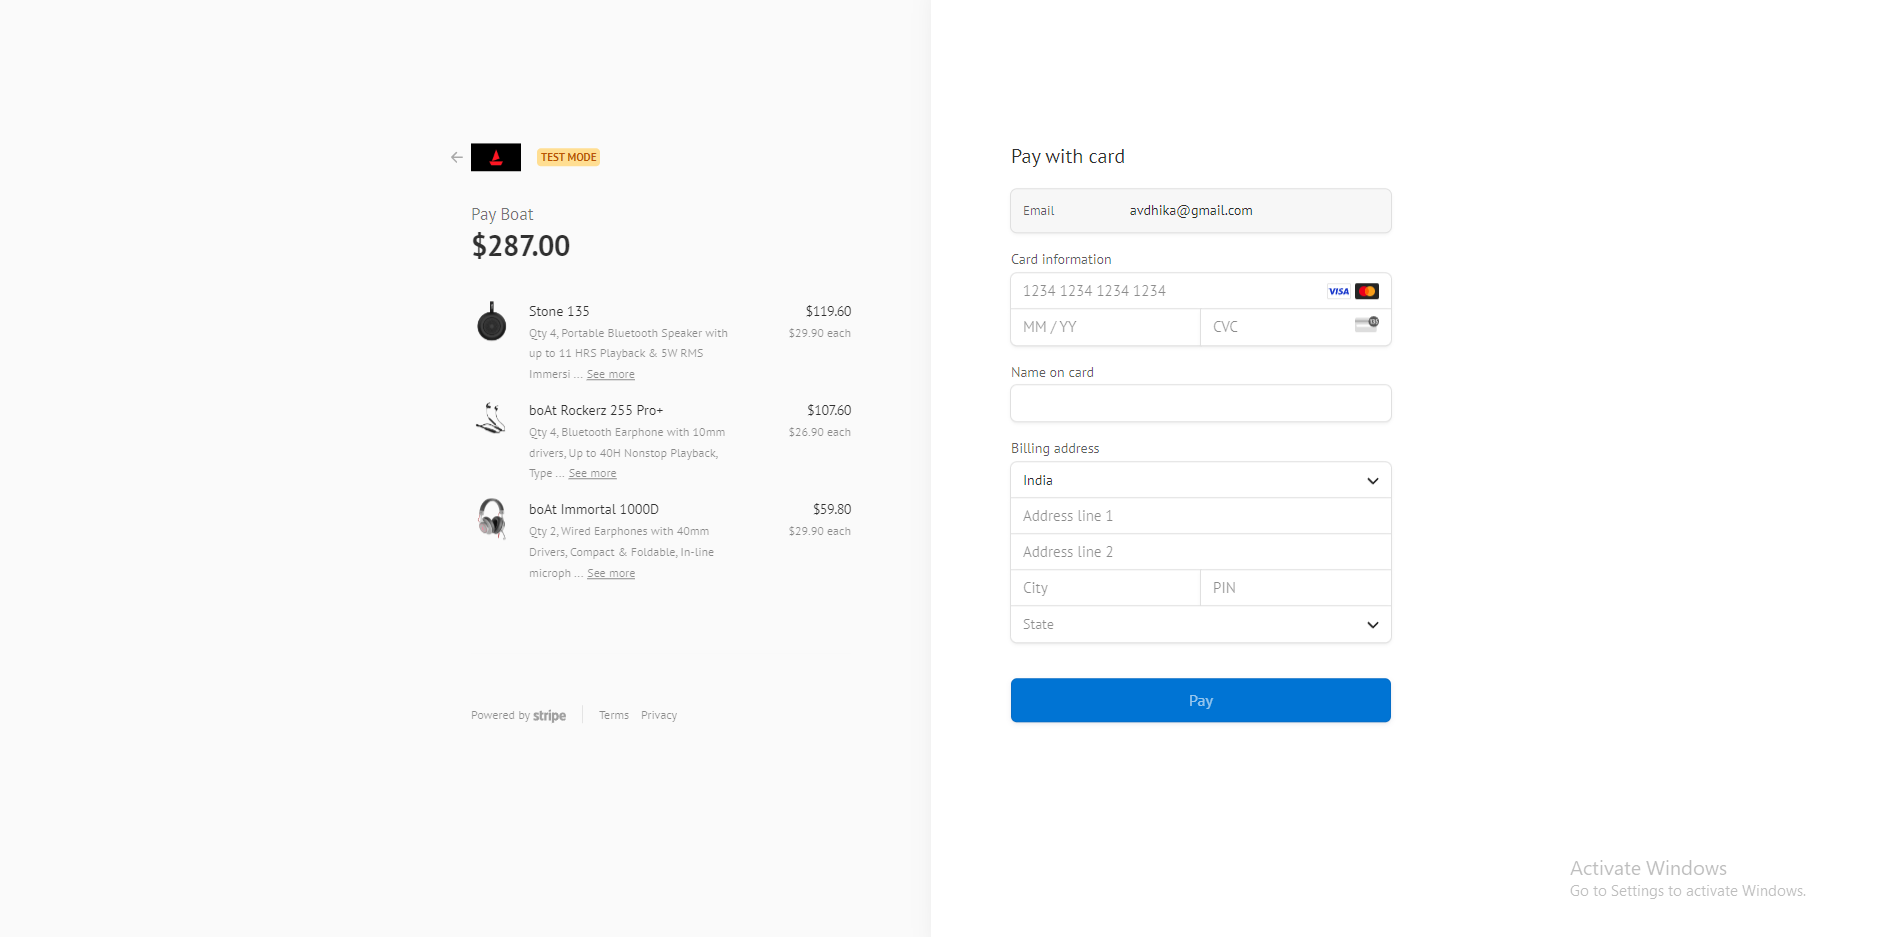 TEST MODE
Pay Boat
$287.00
Stone 135 $119.60
Qty 4, Portable Bluetooth Speaker with $29.90 each
up to 11 HRS Playback & 5W RMS
Immersi ... See more
boAt Rockerz 255 Pro+ $107.60
Qty 4, Bluetooth Earphone with 10mm $26.90 each
drivers, Up to 40H Nonstop Playback,
Type ... See more
boAt Immortal 1000D $59.80
Qty 2, Wired Earphones with 40mm $29.90 each
Drivers, Compact & Foldable, In-line
microph ... See more
Powered by stripe Terms Privacy
Pay with card
Email avdhika@gmail.com
Card information
1234 1234 1234 1234 VISA
MM / YY CVC
Name on card
Billing address
India
Address line 1
Address line 2
City PIN
State
Pay
Activate Windows
Go to Settings to activate Windows.